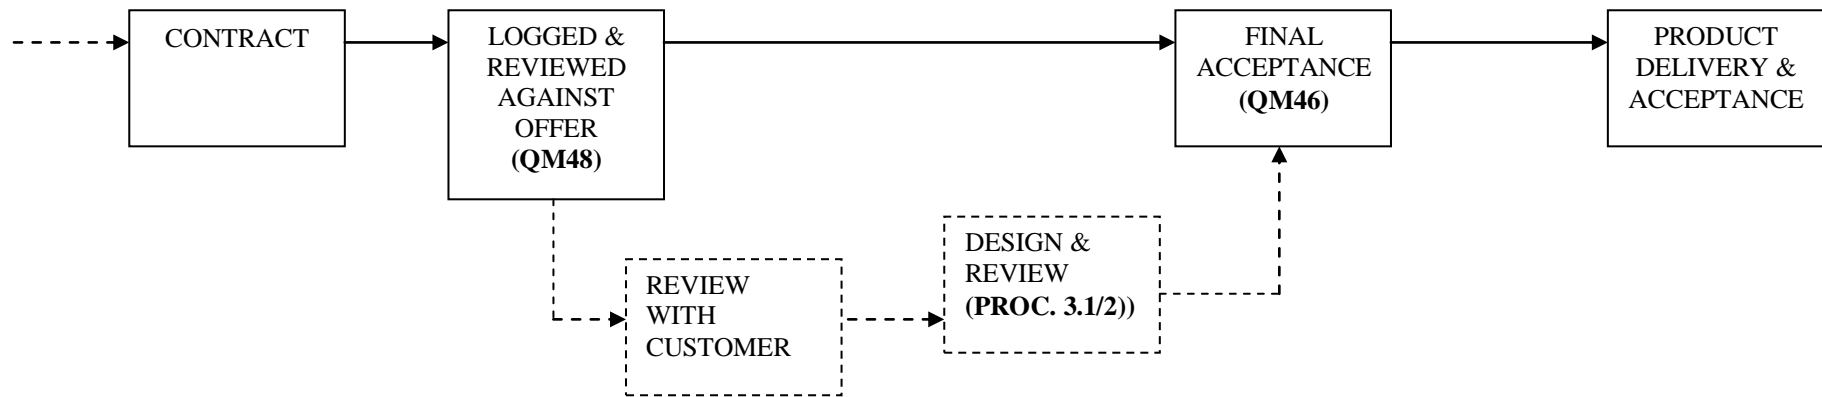 CONTRACT
LOGGED &
REVIEWED
AGAINST
OFFER
(QM48)
FINAL
ACCEPTANCE
(QM46)
PRODUCT
DELIVERY &
ACCEPTANCE
REVIEW
WITH
CUSTOMER
DESIGN &
REVIEW
(PROC. 3.1/2))